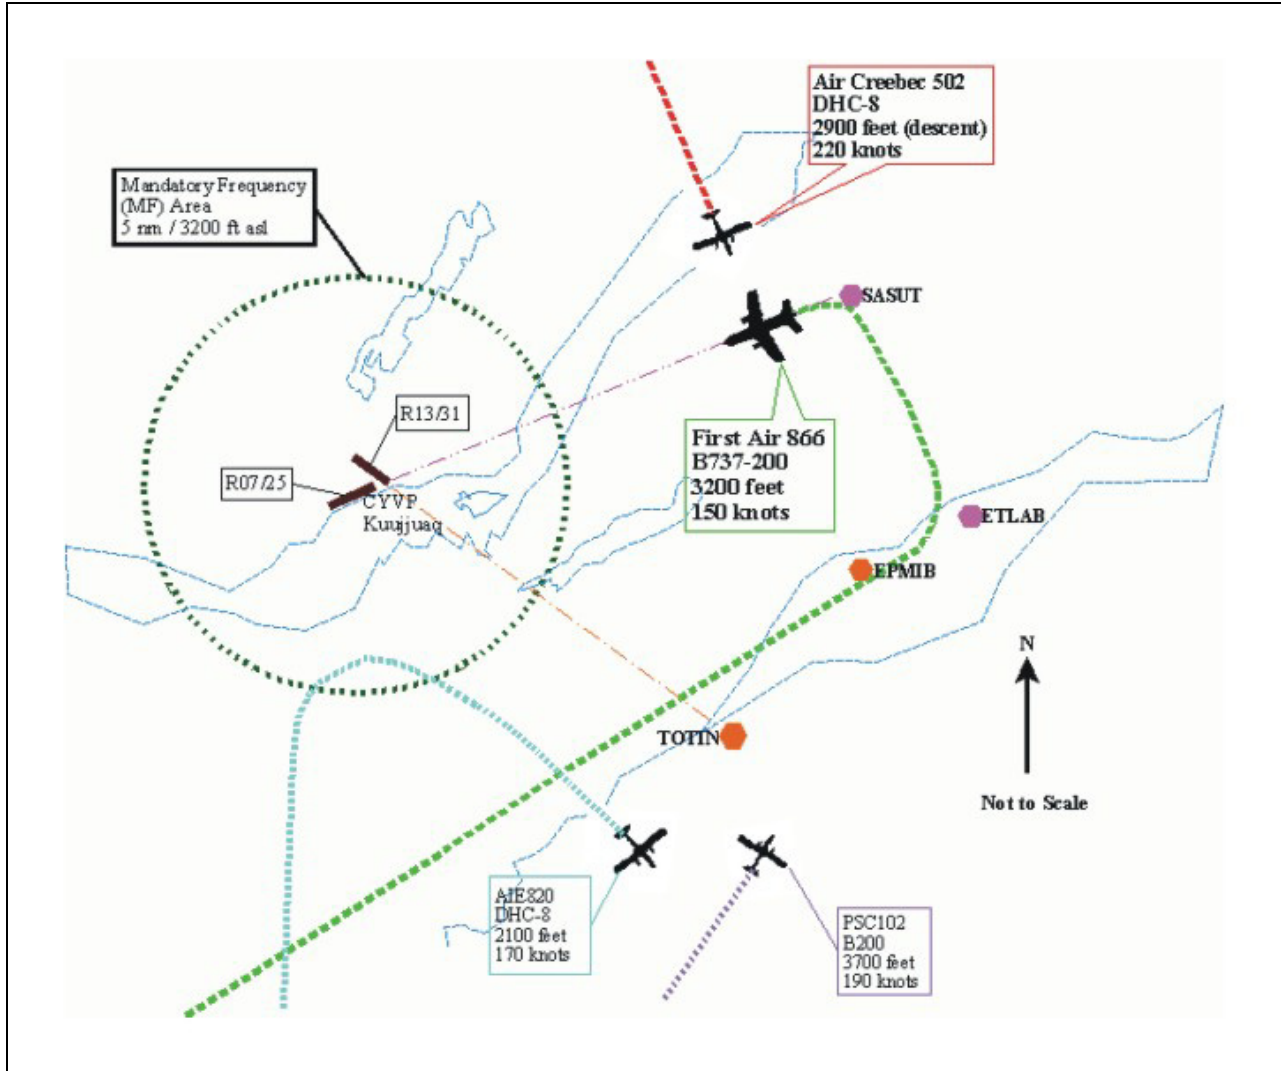 Air Creebec 502
DHC-8
2900 feet (descent)
220 knots
Mandatory Frequency
(MF) Area
5 nm / 3200 ft asl
SASUT
R13/31
First Air 866
B737-200
3200 feet
150 knots
R07/25
CYVP
Kuujjuaq
ETLAB
EPMIB
N
TOTIN
Not to Scale
AIE820
DHC-8
2100 feet
170 knots
PSC102
B200
3700 feet
190 knots